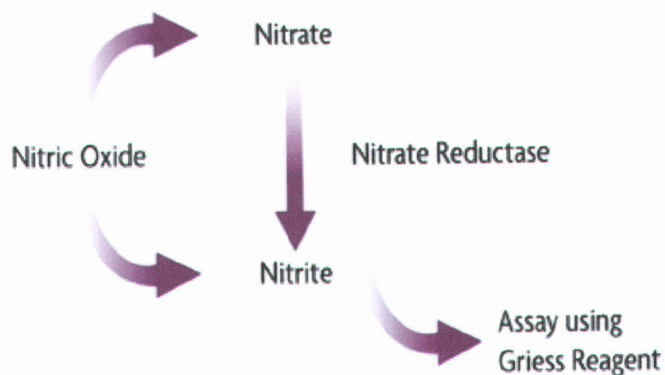 Nitrate
Nitric Oxide
Nitrate Reductase
Nitrite
Assay using
Griess Reagent